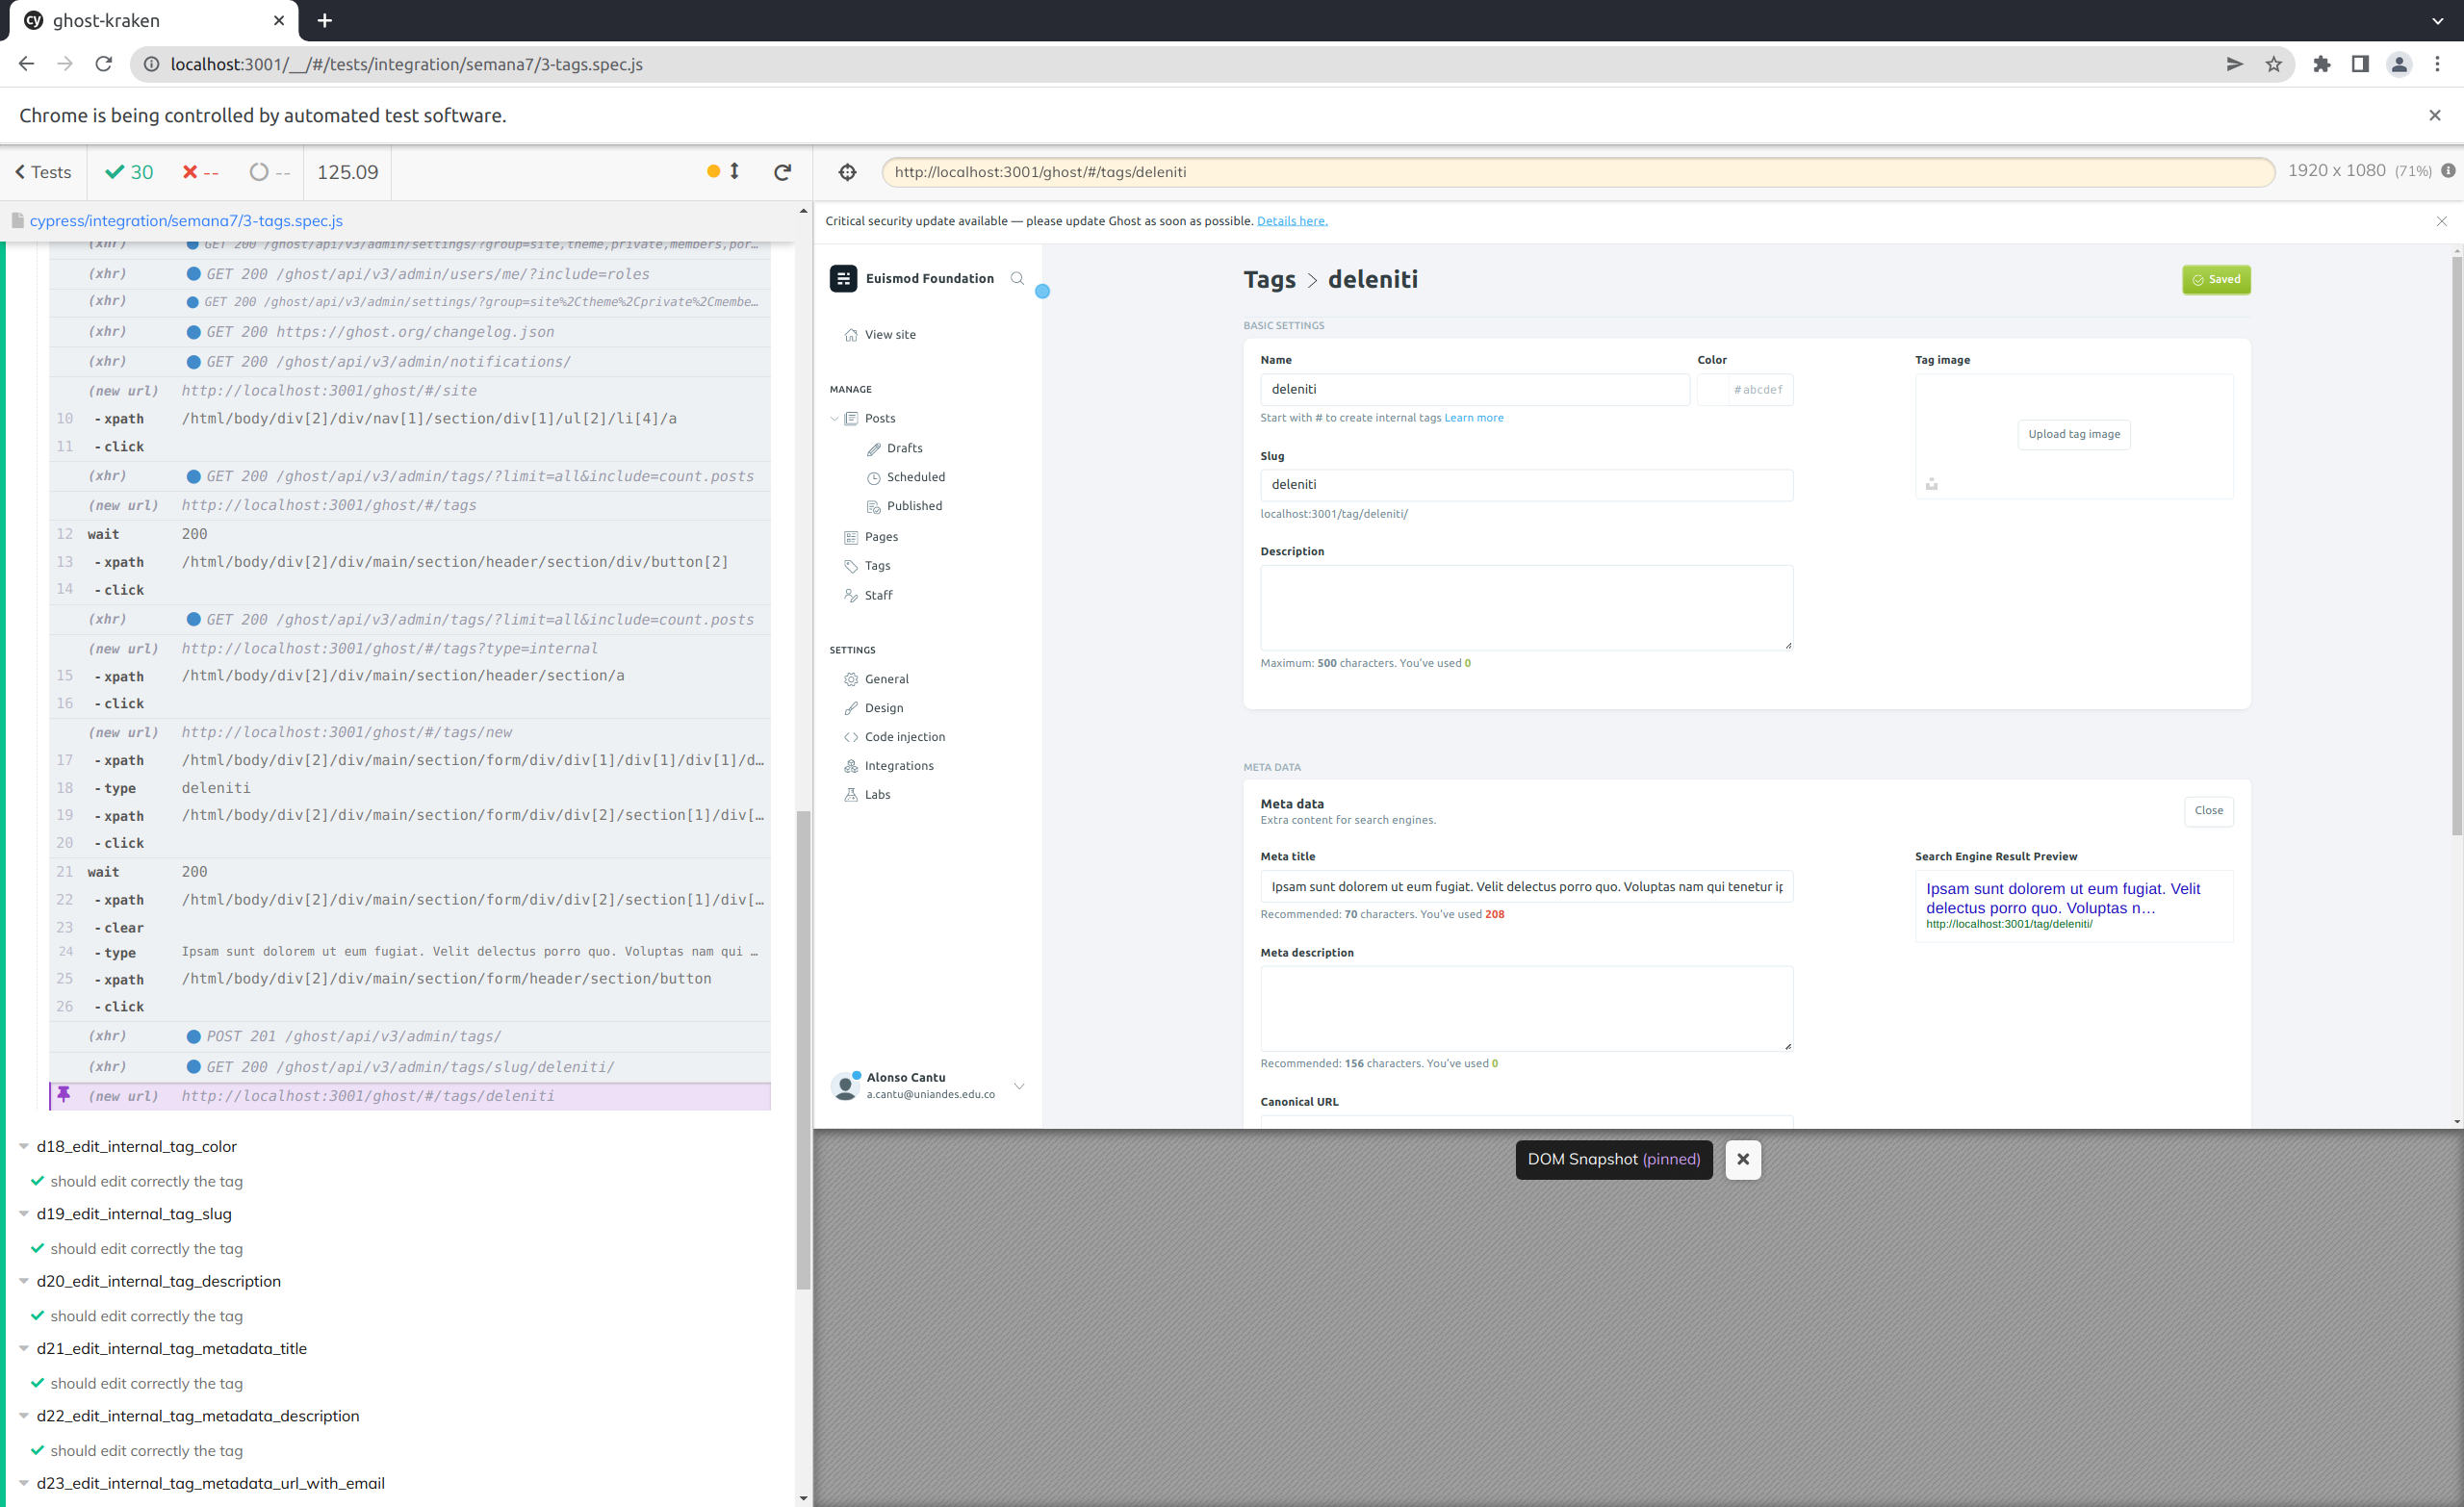 ghost-kraken
localhost:3001/__/#/tests/integration/semana7/3-tags.spec.js
Chrome is being controlled by automated test software.
Tests
30
--
--
125.09
http://localhost:3001/ghost/#/tags/deleniti
1920 x 1080 (71%)
cypress/integration/semana7/3-tags.spec.js
(xhr) GET 200 /ghost/api/v3/admin/settings/?group=site,theme,private,members,por…
(xhr) GET 200 /ghost/api/v3/admin/users/me/?include=roles
(xhr) GET 200 /ghost/api/v3/admin/settings/?group=site%2Ctheme%2Cprivate%2Cmembe…
(xhr) GET 200 https://ghost.org/changelog.json
(xhr) GET 200 /ghost/api/v3/admin/notifications/
(new url) http://localhost:3001/ghost/#/site
10 -xpath /html/body/div[2]/div/nav[1]/section/div[1]/ul[2]/li[4]/a
11 -click
(xhr) GET 200 /ghost/api/v3/admin/tags/?limit=all&include=count.posts
(new url) http://localhost:3001/ghost/#/tags
12 wait 200
13 -xpath /html/body/div[2]/div/main/section/header/section/div/button[2]
14 -click
(xhr) GET 200 /ghost/api/v3/admin/tags/?limit=all&include=count.posts
(new url) http://localhost:3001/ghost/#/tags?type=internal
15 -xpath /html/body/div[2]/div/main/section/header/section/a
16 -click
(new url) http://localhost:3001/ghost/#/tags/new
17 -xpath /html/body/div[2]/div/main/section/form/div/div[1]/div[1]/div[1]/d…
18 -type deleniti
19 -xpath /html/body/div[2]/div/main/section/form/div/div[2]/section[1]/div[…
20 -click
21 wait 200
22 -xpath /html/body/div[2]/div/main/section/form/div/div[2]/section[1]/div[…
23 -clear
24 -type Ipsam sunt dolorem ut eum fugiat. Velit delectus porro quo. Voluptas nam qui …
25 -xpath /html/body/div[2]/div/main/section/form/header/section/button
26 -click
(xhr) POST 201 /ghost/api/v3/admin/tags/
(xhr) GET 200 /ghost/api/v3/admin/tags/slug/deleniti/
(new url) http://localhost:3001/ghost/#/tags/deleniti
d18_edit_internal_tag_color
should edit correctly the tag
d19_edit_internal_tag_slug
should edit correctly the tag
d20_edit_internal_tag_description
should edit correctly the tag
d21_edit_internal_tag_metadata_title
should edit correctly the tag
d22_edit_internal_tag_metadata_description
should edit correctly the tag
d23_edit_internal_tag_metadata_url_with_email
Critical security update available — please update Ghost as soon as possible. Details here.
Euismod Foundation
View site
MANAGE
Posts
Drafts
Scheduled
Published
Pages
Tags
Staff
SETTINGS
General
Design
Code injection
Integrations
Labs
Alonso Cantu
a.cantu@uniandes.edu.co
Tags > deleniti
Saved
BASIC SETTINGS
Name
deleniti
Start with # to create internal tags Learn more
Color
#abcdef
Tag image
Upload tag image
Slug
deleniti
localhost:3001/tag/deleniti/
Description
Maximum: 500 characters. You've used 0
META DATA
Meta data
Extra content for search engines.
Close
Meta title
Ipsam sunt dolorem ut eum fugiat. Velit delectus porro quo. Voluptas nam qui tenetur
Recommended: 70 characters. You've used 208
Search Engine Result Preview
Ipsam sunt dolorem ut eum fugiat. Velit
delectus porro quo. Voluptas n…
http://localhost:3001/tag/deleniti/
Meta description
Recommended: 156 characters. You've used 0
Canonical URL
DOM Snapshot (pinned)